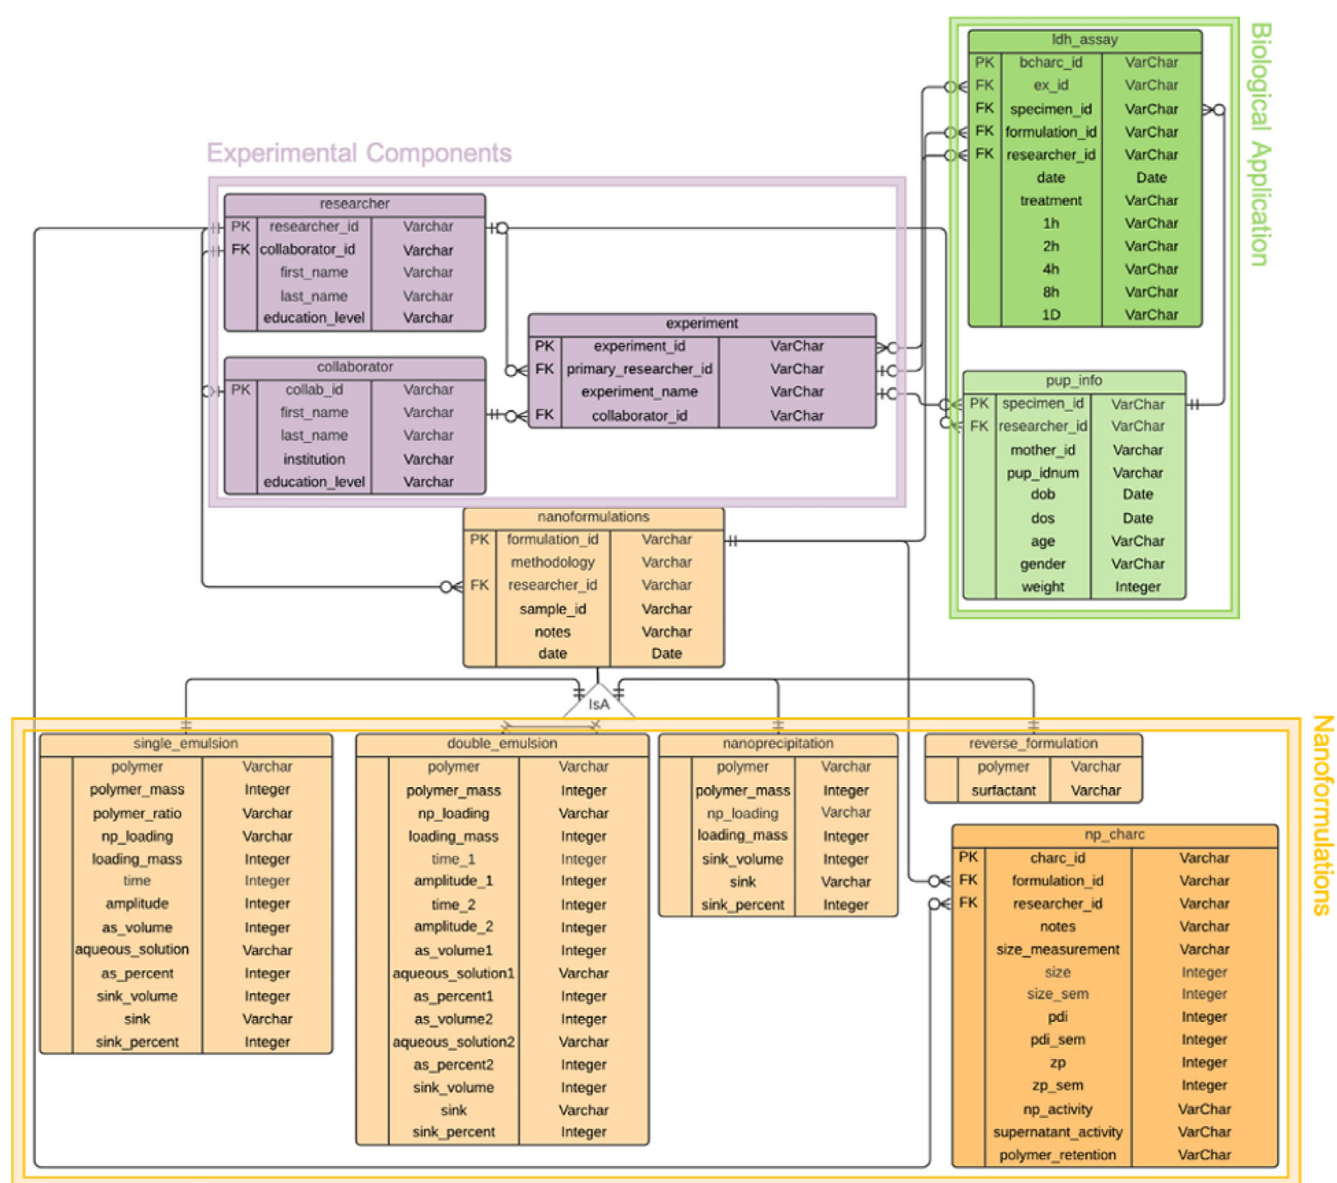 Experimental Components
researcher
PK researcher_id Varchar
FK collaborator_id Varchar
first_name Varchar
last_name Varchar
education_level Varchar
collaborator
PK collab_id Varchar
first_name Varchar
last_name Varchar
institution Varchar
education_level Varchar
experiment
PK experiment_id VarChar
FK primary_researcher_id VarChar
experiment_name VarChar
FK collaborator_id VarChar
Biological Application
ldh_assay
PK bcharc_id VarChar
FK ex_id VarChar
FK specimen_id VarChar
FK formulation_id VarChar
FK researcher_id VarChar
date Date
treatment VarChar
1h VarChar
2h VarChar
4h VarChar
8h VarChar
1D VarChar
pup_info
PK specimen_id VarChar
FK researcher_id VarChar
mother_id Varchar
pup_idnum Varchar
dob Date
dos Date
age VarChar
gender VarChar
weight Integer
nanoformulations
PK formulation_id Varchar
methodology Varchar
FK researcher_id Varchar
sample_id Varchar
notes Varchar
date Date
IsA
Nanoformulations
single_emulsion
polymer Varchar
polymer_mass Integer
polymer_ratio Varchar
np_loading Varchar
loading_mass Integer
time Integer
amplitude Integer
as_volume Integer
aqueous_solution Varchar
as_percent Integer
sink_volume Integer
sink Varchar
sink_percent Integer
double_emulsion
polymer Varchar
polymer_mass Integer
np_loading Varchar
loading_mass Integer
time_1 Integer
amplitude_1 Integer
time_2 Integer
amplitude_2 Integer
as_volume1 Integer
aqueous_solution1 Varchar
as_percent1 Integer
as_volume2 Integer
aqueous_solution2 Varchar
as_percent2 Integer
sink_volume Integer
sink Varchar
sink_percent Integer
nanoprecipitation
polymer Varchar
polymer_mass Integer
np_loading Varchar
loading_mass Integer
sink_volume Integer
sink Varchar
sink_percent Integer
reverse_formulation
polymer Varchar
surfactant Varchar
np_charc
PK charc_id Varchar
FK formulation_id Varchar
FK researcher_id Varchar
notes Varchar
size_measurement Varchar
size Integer
size_sem Integer
pdi Integer
pdi_sem Integer
zp Integer
zp_sem Integer
np_activity VarChar
supernatant_activity VarChar
polymer_retention VarChar